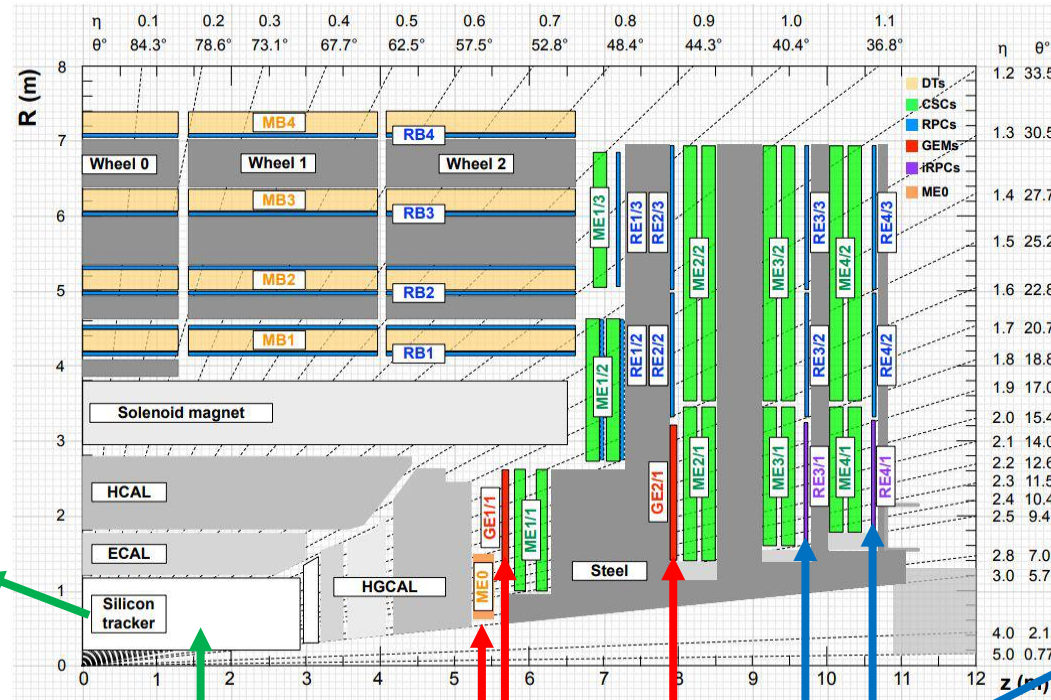 η 0.1 0.2 0.3 0.4 0.5 0.6 0.7 0.8 0.9 1.0 1.1
θ° 84.3° 78.6° 73.1° 67.7° 62.5° 57.5° 52.8° 48.4° 44.3° 40.4° 36.8° η θ°
R (m)
8 1.2 33.5
DTs
CSCs
RPCs
GEMs
iRPCs
ME0
MB4
RB4
7 1.3 30.5
Wheel 0 Wheel 1 Wheel 2
MB3
RB3
6 1.4 27.7
ME1/3 RE1/3 RE2/3 ME2/2 ME3/2 RE3/3 ME4/2 RE4/3
1.5 25.2
MB2
RB2
5 1.6 22.8
MB1
RB1
1.7 20.7
ME1/2 RE1/2 RE2/2 RE3/2 RE4/2
4 1.8 18.8
1.9 17.0
Solenoid magnet
2.0 15.4
3 2.1 14.0
2.2 12.6
2.3 11.5
HCAL
2.4 10.4
2 2.5 9.4
GE1/1 ME1/1 GE2/1 ME2/1 ME3/1 RE3/1 ME4/1 RE4/1
ECAL
2.8 7.0
HGCAL ME0 Steel
1 3.0 5.7
Silicon
tracker
4.0 2.1
0 5.0 0.77
0 1 2 3 4 5 6 7 8 9 10 11 12 z (m)